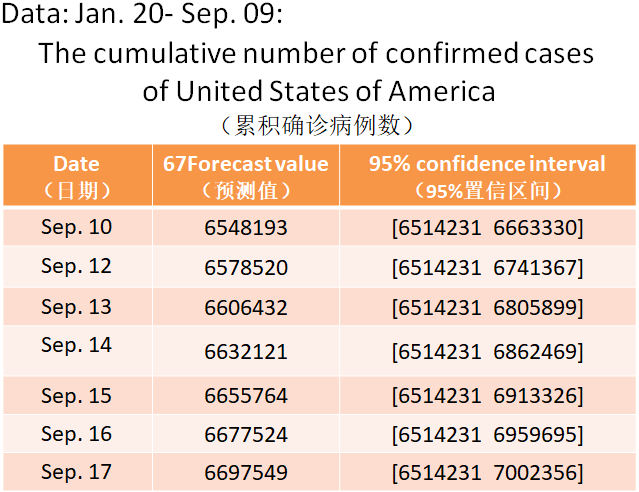 Data: Jan. 20- Sep. 09:
The cumulative number of confirmed cases
of United States of America
（累积确诊病例数）
Date 67Forecast value 95% confidence interval
（日期） （预测值） （95%置信区间）
Sep. 10 6548193 [6514231 6663330]
Sep. 12 6578520 [6514231 6741367]
Sep. 13 6606432 [6514231 6805899]
Sep. 14 6632121 [6514231 6862469]
Sep. 15 6655764 [6514231 6913326]
Sep. 16 6677524 [6514231 6959695]
Sep. 17 6697549 [6514231 7002356]